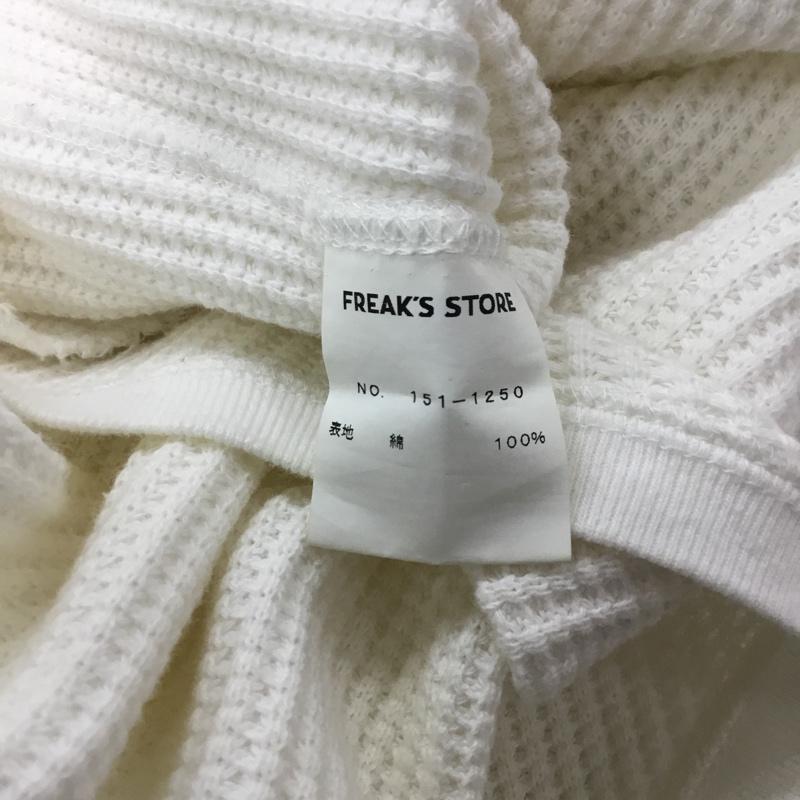 FREAK'S STORE
NO. 151-1250
表地 綿 100%